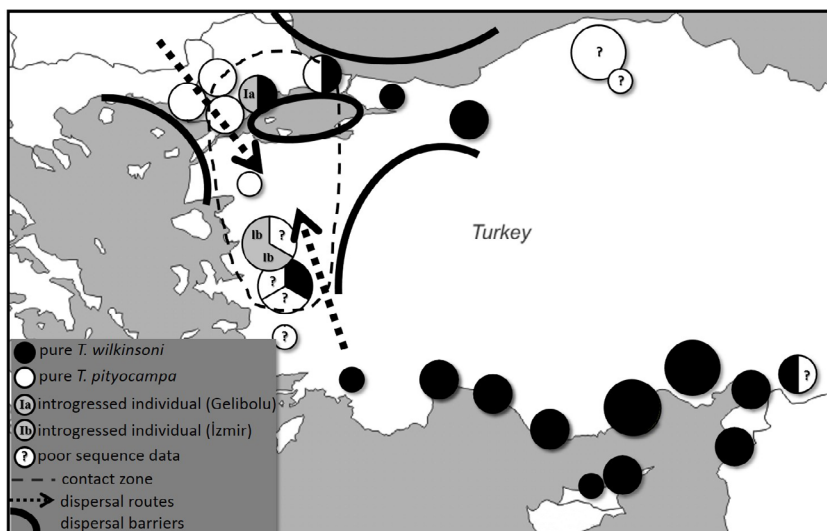 ?
?
Ia
Turkey
Ib
?
Ib
?
?
?
?
pure T. wilkinsoni
pure T. pityocampa
Ia introgressed individual (Gelibolu)
Ib introgressed individual (İzmir)
? poor sequence data
contact zone
dispersal routes
dispersal barriers